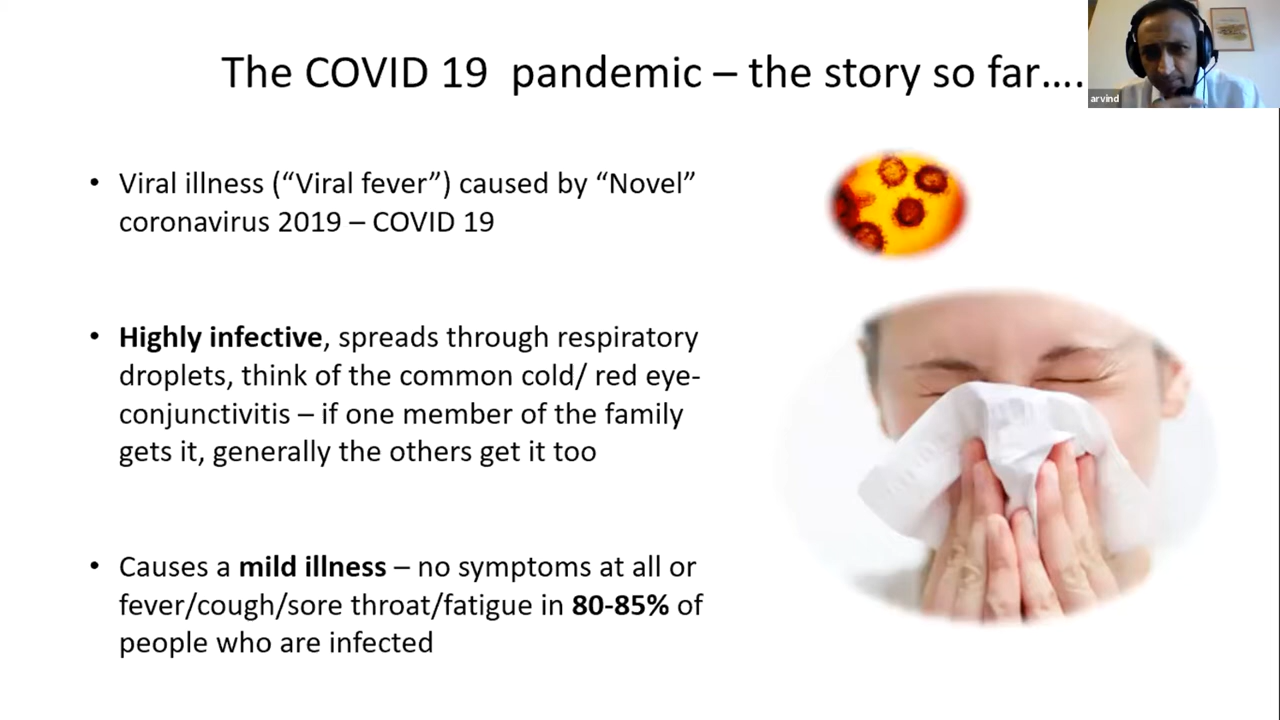 The COVID 19  pandemic – the story so far....
arvind
• Viral illness (“Viral fever”) caused by “Novel”
coronavirus 2019 – COVID 19
• Highly infective, spreads through respiratory
droplets, think of the common cold/ red eye-
conjunctivitis – if one member of the family
gets it, generally the others get it too
• Causes a mild illness – no symptoms at all or
fever/cough/sore throat/fatigue in 80-85% of
people who are infected